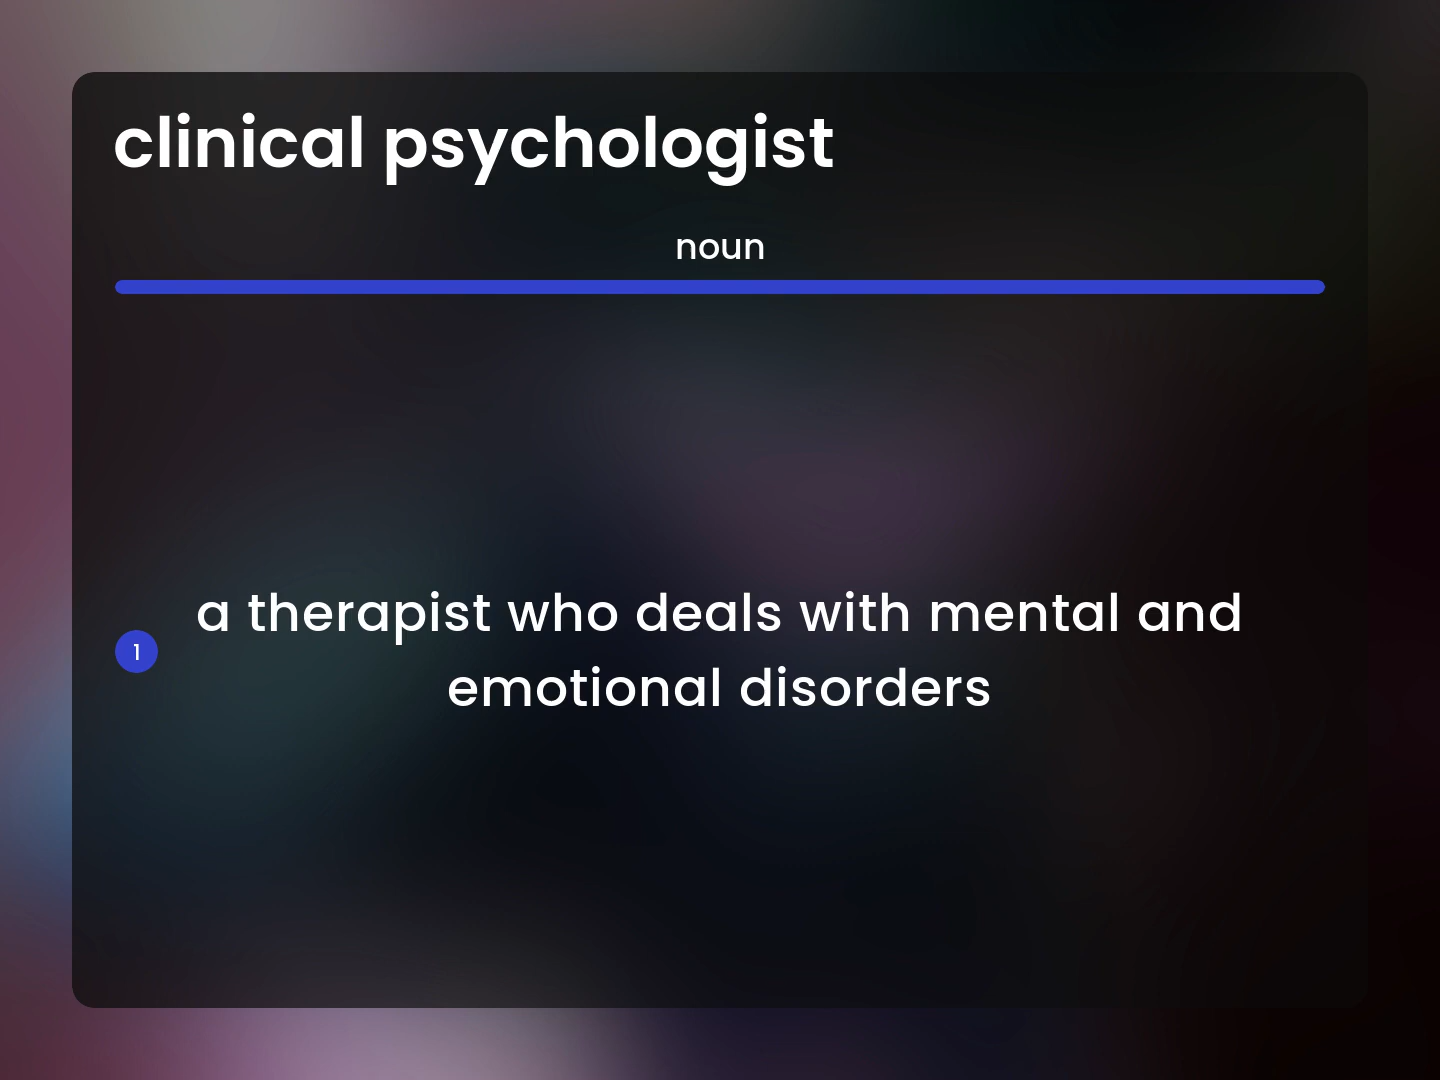 clinical psychologist
noun
1
a therapist who deals with mental and
emotional disorders